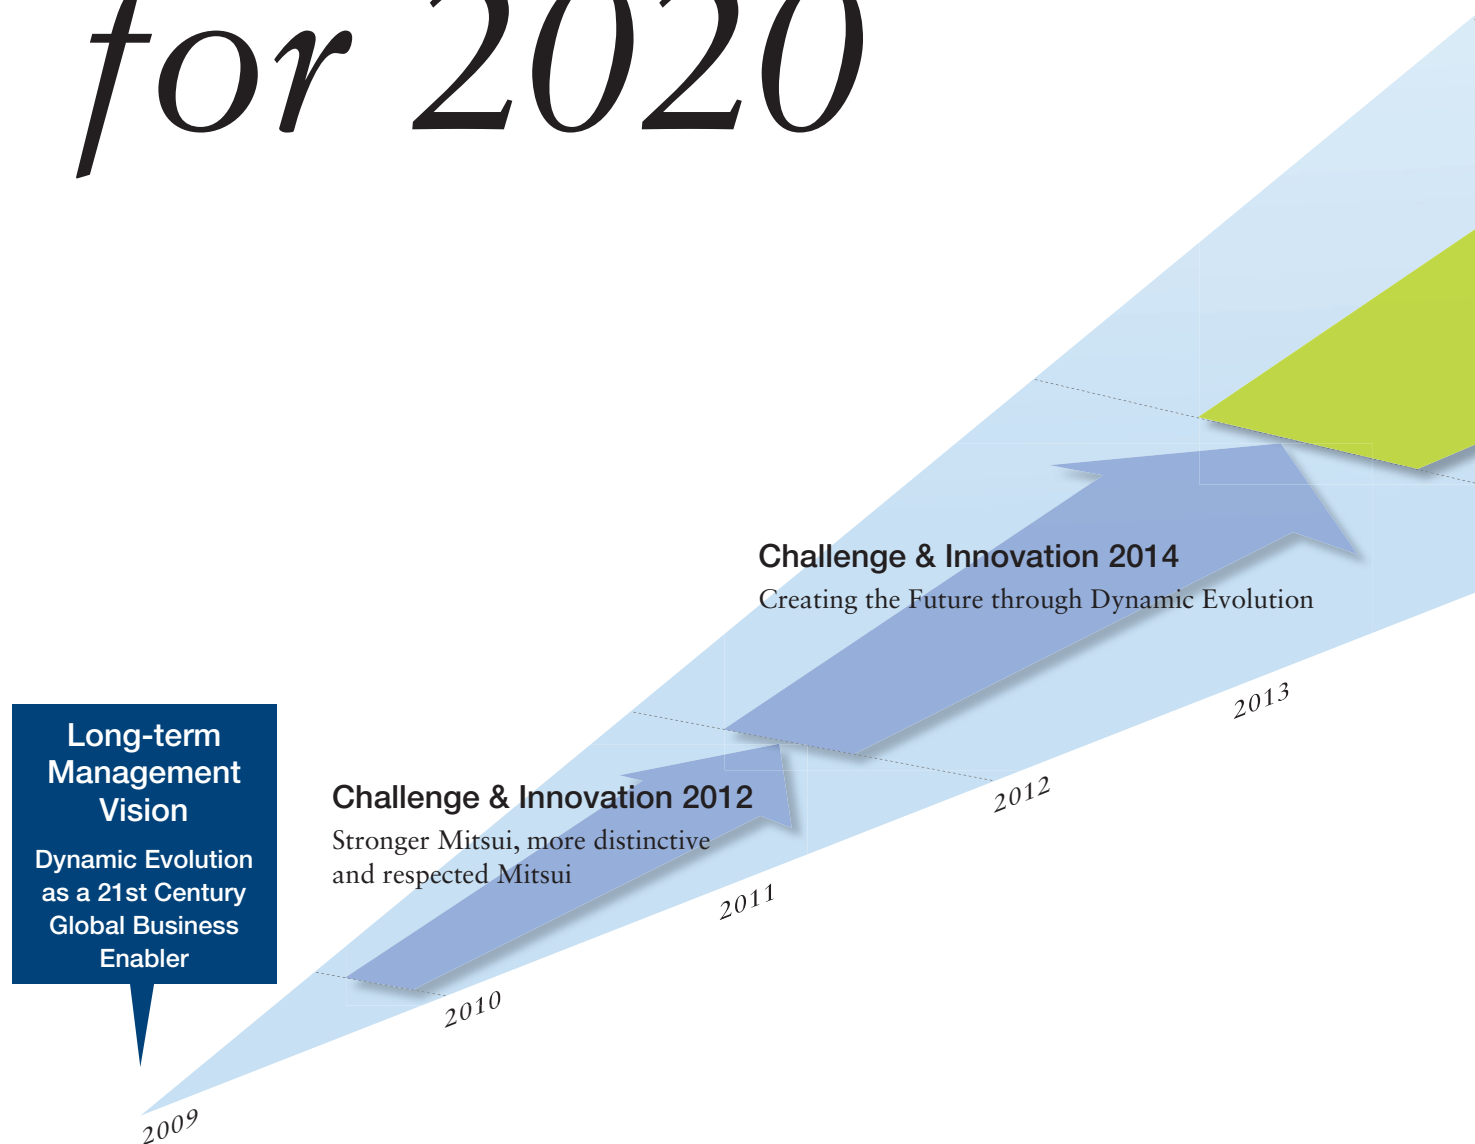 for 2020
Challenge & Innovation 2014
Creating the Future through Dynamic Evolution
2013
Long-term
Management
Vision
Dynamic Evolution
as a 21st Century
Global Business
Enabler
2012
Challenge & Innovation 2012
Stronger Mitsui, more distinctive
and respected Mitsui
2011
2010
2009